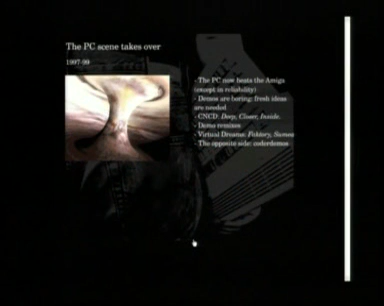 The PC scene takes over
1997-99
- The PC now beats the Amiga
(except in reliability)
- Demos are boring: fresh ideas
are needed
- CNCD: Deep, Closer, Inside.
- Demo remixes
- Virtual Dreams: Faktory, Sumea
- The opposite side: coderdemos